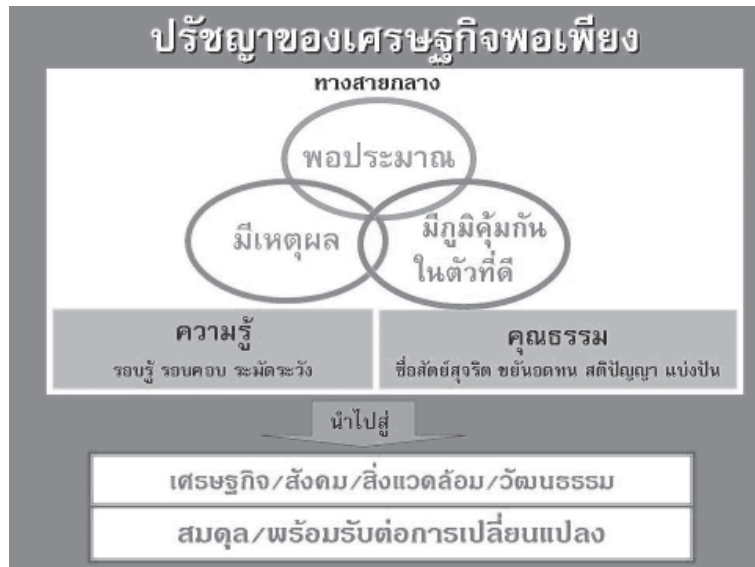 ปรัชญาของเศรษฐกิจพอเพียง
ทางสายกลาง
พอประมาณ
มีเหตุผล
มีภูมิคุ้มกัน
ในตัวที่ดี
ความรู้
รอบรู้ รอบคอบ ระมัดระวัง
คุณธรรม
ซื่อสัตย์สุจริต ขยันอดทน สติปัญญา แบ่งปัน
นำไปสู่
เศรษฐกิจ/สังคม/สิ่งแวดล้อม/วัฒนธรรม
สมดุล/พร้อมรับต่อการเปลี่ยนแปลง